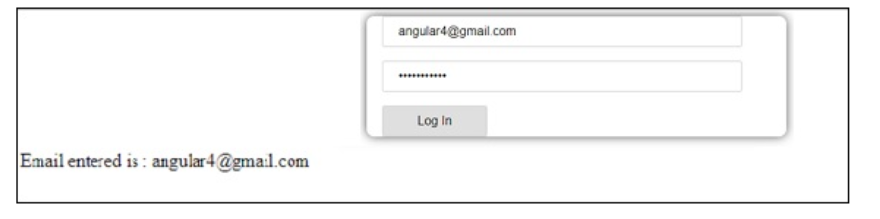 angular4@gmail.com
•••••••••••
Log In
Email entered is : angular4@gmail.com